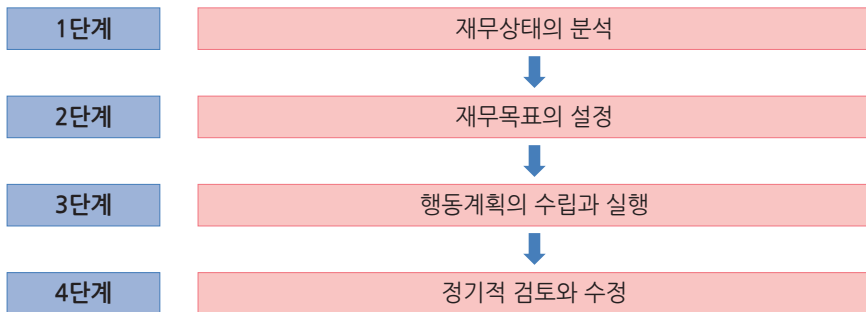 1단계 재무상태의 분석
2단계 재무목표의 설정
3단계 행동계획의 수립과 실행
4단계 정기적 검토와 수정